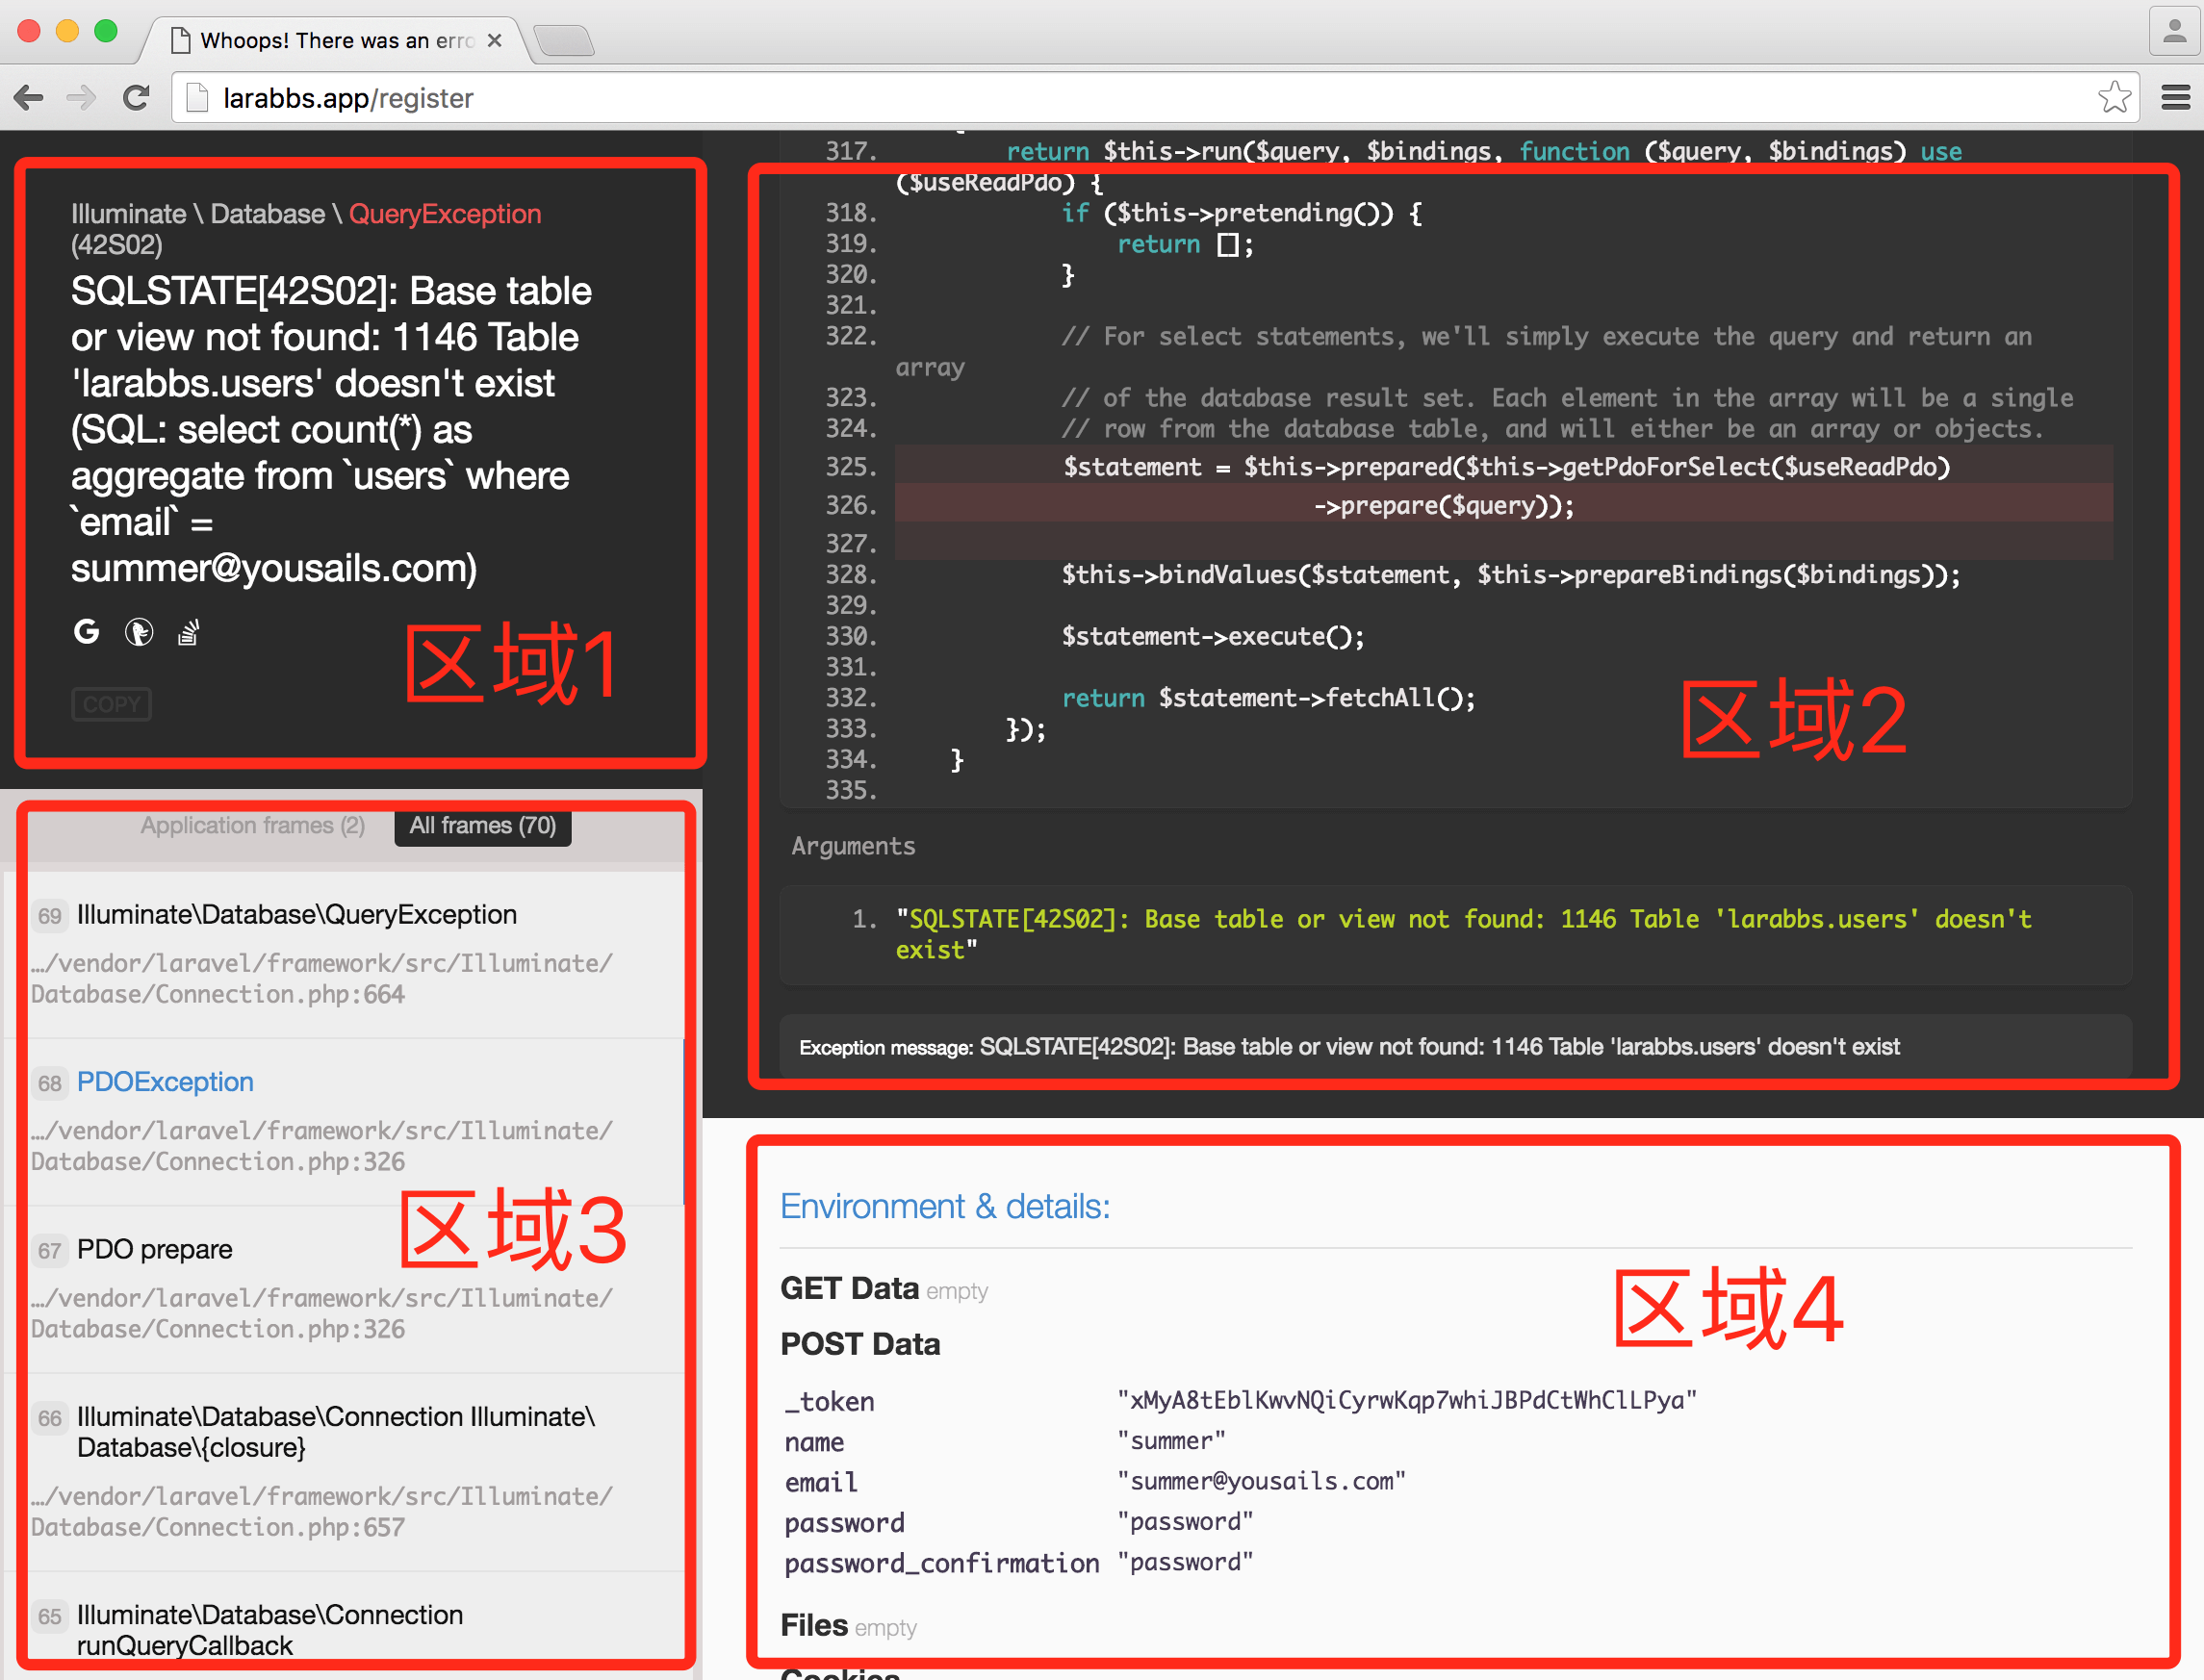 Whoops! There was an erro
larabbs.app/register
Illuminate \ Database \ QueryException
(42S02)
SQLSTATE[42S02]: Base table
or view not found: 1146 Table
'larabbs.users' doesn't exist
(SQL: select count(*) as
aggregate from `users` where
`email` =
summer@yousails.com)
G
COPY
区域1
317. return $this->run($query, $bindings, function ($query, $bindings) use
($useReadPdo) {
318. if ($this->pretending()) {
319. return [];
320. }
321.
322. // For select statements, we'll simply execute the query and return an
array
323. // of the database result set. Each element in the array will be a single
324. // row from the database table, and will either be an array or objects.
325. $statement = $this->prepared($this->getPdoForSelect($useReadPdo)
326. ->prepare($query));
327.
328. $this->bindValues($statement, $this->prepareBindings($bindings));
329.
330. $statement->execute();
331.
332. return $statement->fetchAll();
333. });
334. }
335.
区域2
Arguments
1. "SQLSTATE[42S02]: Base table or view not found: 1146 Table 'larabbs.users' doesn't
exist"
Exception message: SQLSTATE[42S02]: Base table or view not found: 1146 Table 'larabbs.users' doesn't exist
Application frames (2) All frames (70)
69 Illuminate\Database\QueryException
…/vendor/laravel/framework/src/Illuminate/
Database/Connection.php:664
68 PDOException
…/vendor/laravel/framework/src/Illuminate/
Database/Connection.php:326
67 PDO prepare
…/vendor/laravel/framework/src/Illuminate/
Database/Connection.php:326
66 Illuminate\Database\Connection Illuminate\
Database\{closure}
…/vendor/laravel/framework/src/Illuminate/
Database/Connection.php:657
65 Illuminate\Database\Connection
runQueryCallback
区域3
Environment & details:
GET Data empty
POST Data
_token "xMyA8tEblKwvNQiCyrwKqp7whiJBPdCtWhClLPya"
name "summer"
email "summer@yousails.com"
password "password"
password_confirmation "password"
Files empty
Cookies
区域4